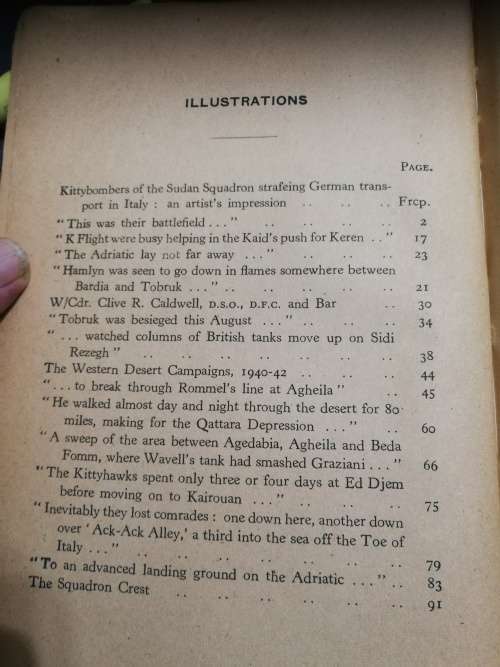 ILLUSTRATIONS
PAGE.
Kittybombers of the Sudan Squadron strafeing German trans-
port in Italy : an artist's impression .. .. .. Frcp.
" This was their battlefield . . . " .. .. .. .. 2
" K Flight were busy helping in the Kaid's push for Keren . . " 17
" The Adriatic lay not far away . . . " .. .. .. 23
" Hamlyn was seen to go down in flames somewhere between
Bardia and Tobruk . . . " .. .. .. .. .. 21
W/Cdr. Clive R. Caldwell, D.S.O., D.F.C. and Bar .. 30
" Tobruk was besieged this August . . . " .. .. .. 34
" . . . watched columns of British tanks move up on Sidi
Rezegh " .. .. .. .. .. .. .. 38
The Western Desert Campaigns, 1940-42 .. .. .. 44
" . . . to break through Rommel's line at Agheila " .. .. 45
" He walked almost day and night through the desert for 80
miles, making for the Qattara Depression . . . " .. .. 60
" A sweep of the area between Agedabia, Agheila and Beda
Fomm, where Wavell's tank had smashed Graziani . . . " 66
" The Kittyhawks spent only three or four days at Ed Djem
before moving on to Kairouan . . . " .. .. .. 75
" Inevitably they lost comrades : one down here, another down
over ' Ack-Ack Alley,' a third into the sea off the Toe of
Italy . . . " .. .. .. .. .. .. .. 79
" To an advanced landing ground on the Adriatic . . . " .. 83
The Squadron Crest .. .. .. .. .. .. 91